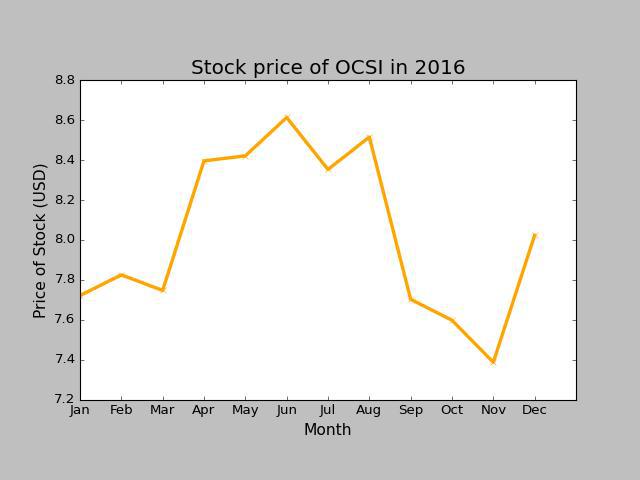 Stock price of OCSI in 2016
8.8
8.6
8.4
8.2
8.0
7.8
7.6
7.4
7.2
Price of Stock (USD)
Jan Feb Mar Apr May Jun Jul Aug Sep Oct Nov Dec
Month